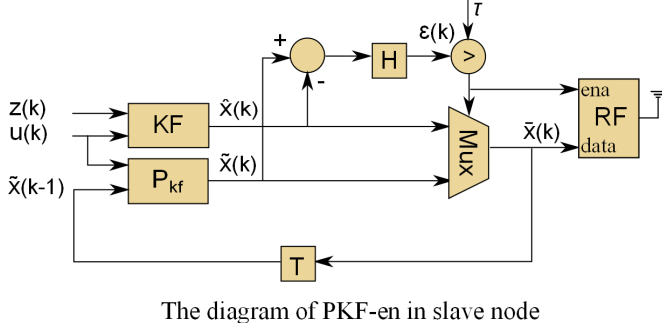 τ
+
ε(k)
H
>
-
ena
z(k)
x̂(k)
RF
KF
u(k)
x̄(k)
Mux
data
x̃(k)
Pkf
x̃(k-1)
T
The diagram of PKF-en in slave node